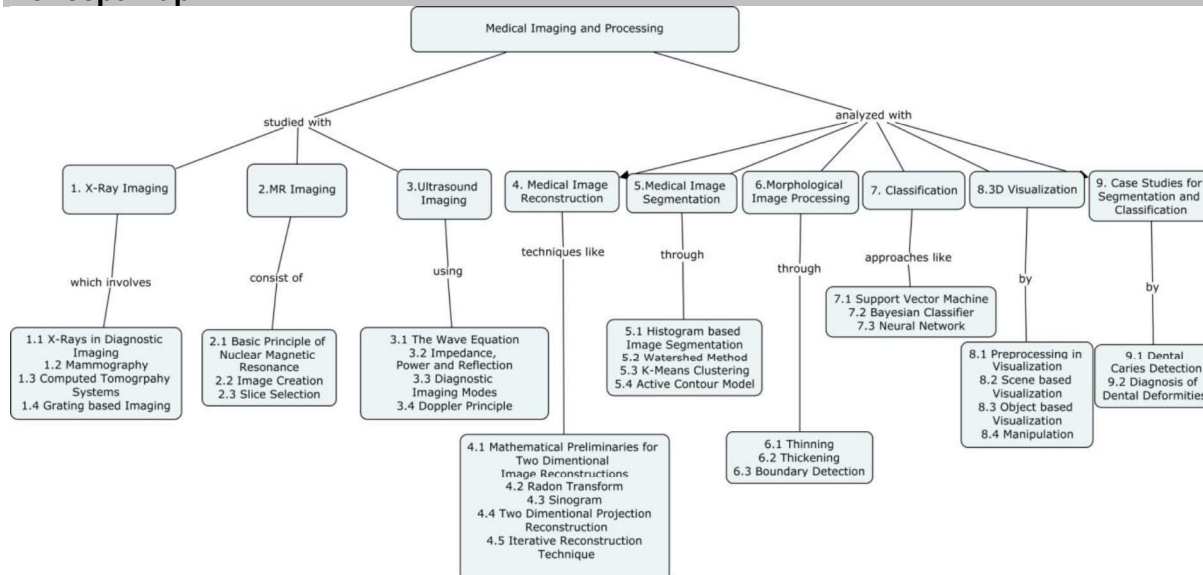 Medical Imaging and Processing
studied with
analyzed with
1. X-Ray Imaging
2.MR Imaging
3.Ultrasound
Imaging
4. Medical Image
Reconstruction
5.Medical Image
Segmentation
6.Morphological
Image Processing
7. Classification
8.3D Visualization
9. Case Studies for
Segmentation and
Classification
which involves
consist of
using
techniques like
through
through
approaches like
by
by
1.1 X-Rays in Diagnostic
Imaging
1.2 Mammography
1.3 Computed Tomogrpahy
Systems
1.4 Grating based Imaging
2.1 Basic Principle of
Nuclear Magnetic
Resonance
2.2 Image Creation
2.3 Slice Selection
3.1 The Wave Equation
3.2 Impedance,
Power and Reflection
3.3 Diagnostic
Imaging Modes
3.4 Doppler Principle
4.1 Mathematical Preliminaries for
Two Dimentional
Image Reconstructions
4.2 Radon Transform
4.3 Sinogram
4.4 Two Dimentional Projection
Reconstruction
4.5 Iterative Reconstruction
Technique
5.1 Histogram based
Image Segmentation
5.2 Watershed Method
5.3 K-Means Clustering
5.4 Active Contour Model
6.1 Thinning
6.2 Thickening
6.3 Boundary Detection
7.1 Support Vector Machine
7.2 Bayesian Classifier
7.3 Neural Network
8.1 Preprocessing in
Visualization
8.2 Scene based
Visualization
8.3 Object based
Visualization
8.4 Manipulation
9.1 Dental
Caries Detection
9.2 Diagnosis of
Dental Deformities